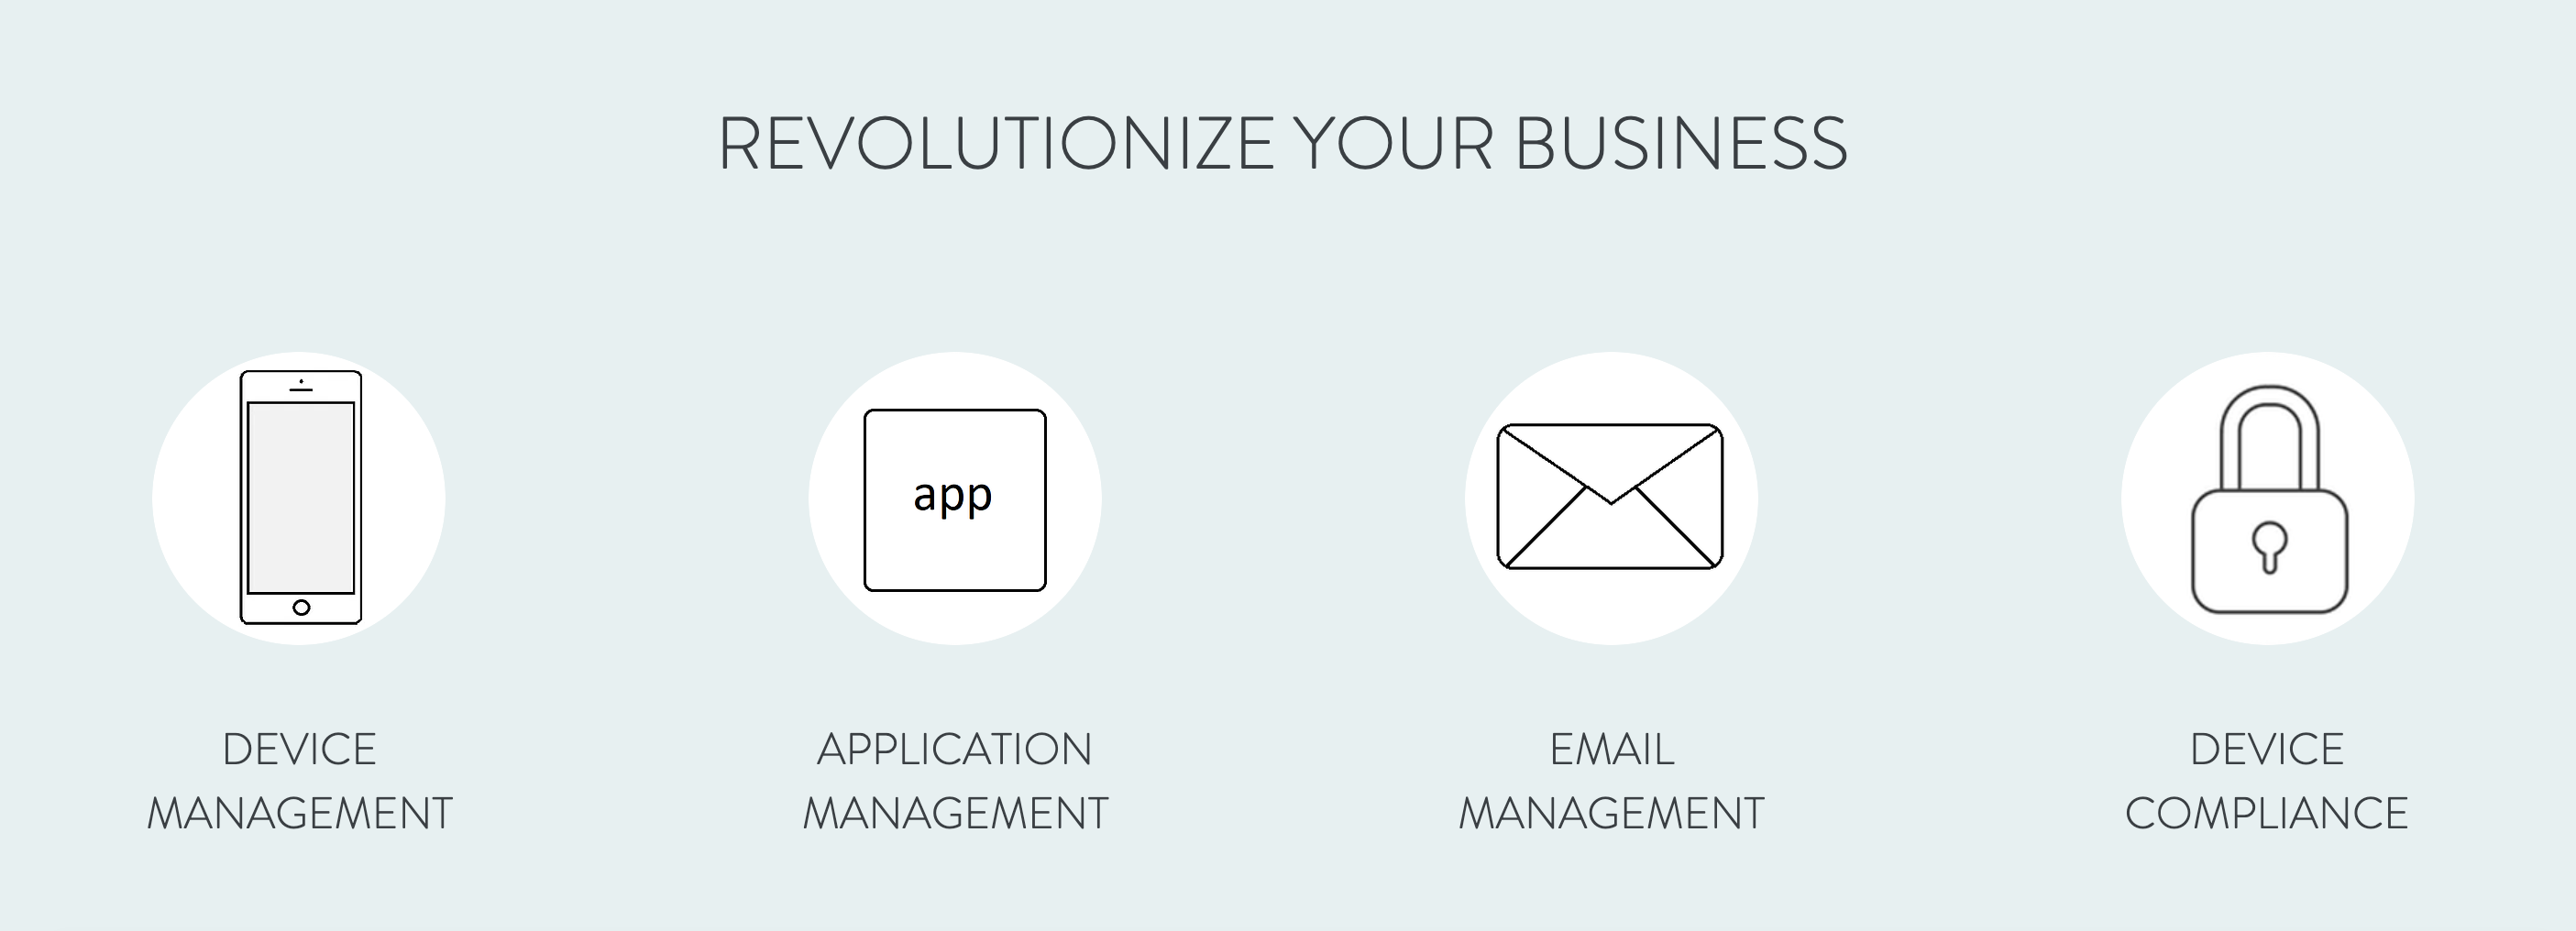 REVOLUTIONIZE YOUR BUSINESS
app
DEVICE
MANAGEMENT
APPLICATION
MANAGEMENT
EMAIL
MANAGEMENT
DEVICE
COMPLIANCE